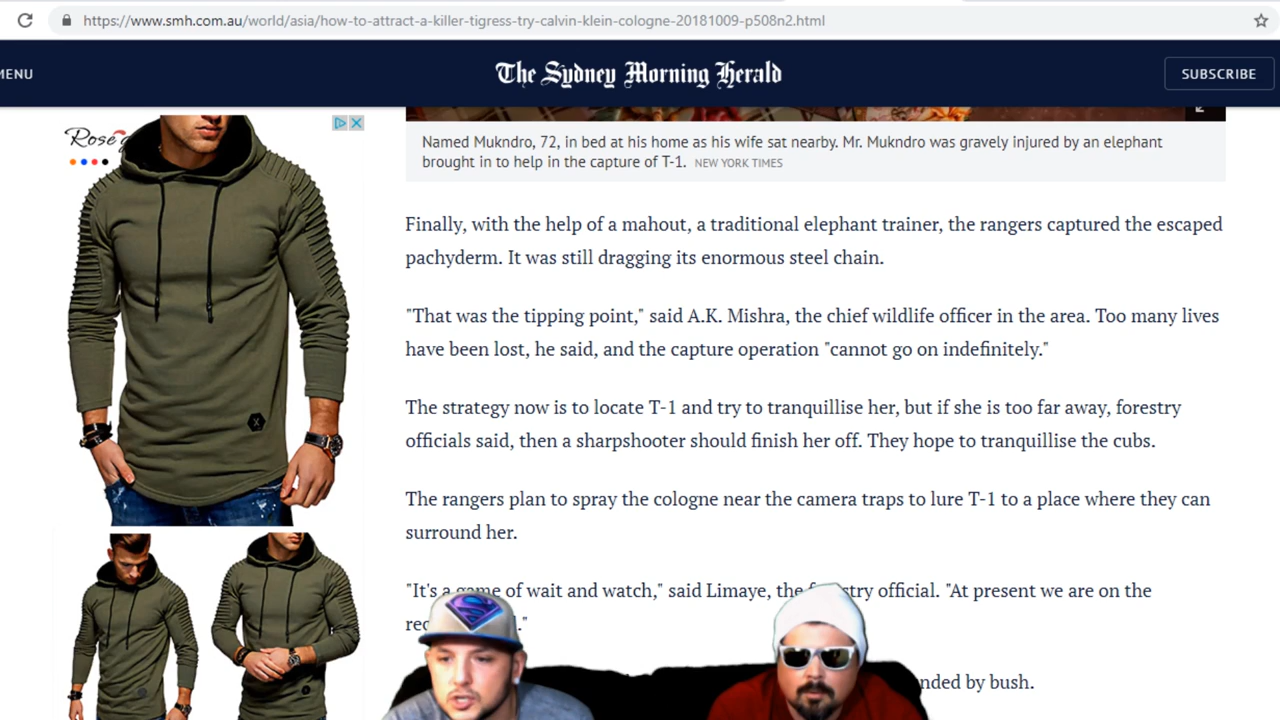 https://www.smh.com.au/world/asia/how-to-attract-a-killer-tigress-try-calvin-klein-cologne-20181009-p508n2.html
MENU
The Sydney Morning Herald
SUBSCRIBE
Named Mukndro, 72, in bed at his home as his wife sat nearby. Mr. Mukndro was gravely injured by an elephant
brought in to help in the capture of T-1. NEW YORK TIMES
Finally, with the help of a mahout, a traditional elephant trainer, the rangers captured the escaped
pachyderm. It was still dragging its enormous steel chain.
"That was the tipping point," said A.K. Mishra, the chief wildlife officer in the area. Too many lives
have been lost, he said, and the capture operation "cannot go on indefinitely."
The strategy now is to locate T-1 and try to tranquillise her, but if she is too far away, forestry
officials said, then a sharpshooter should finish her off. They hope to tranquillise the cubs.
The rangers plan to spray the cologne near the camera traps to lure T-1 to a place where they can
surround her.
"It's a game of wait and watch," said Limaye, the forestry official. "At present we are on the
nded by bush.